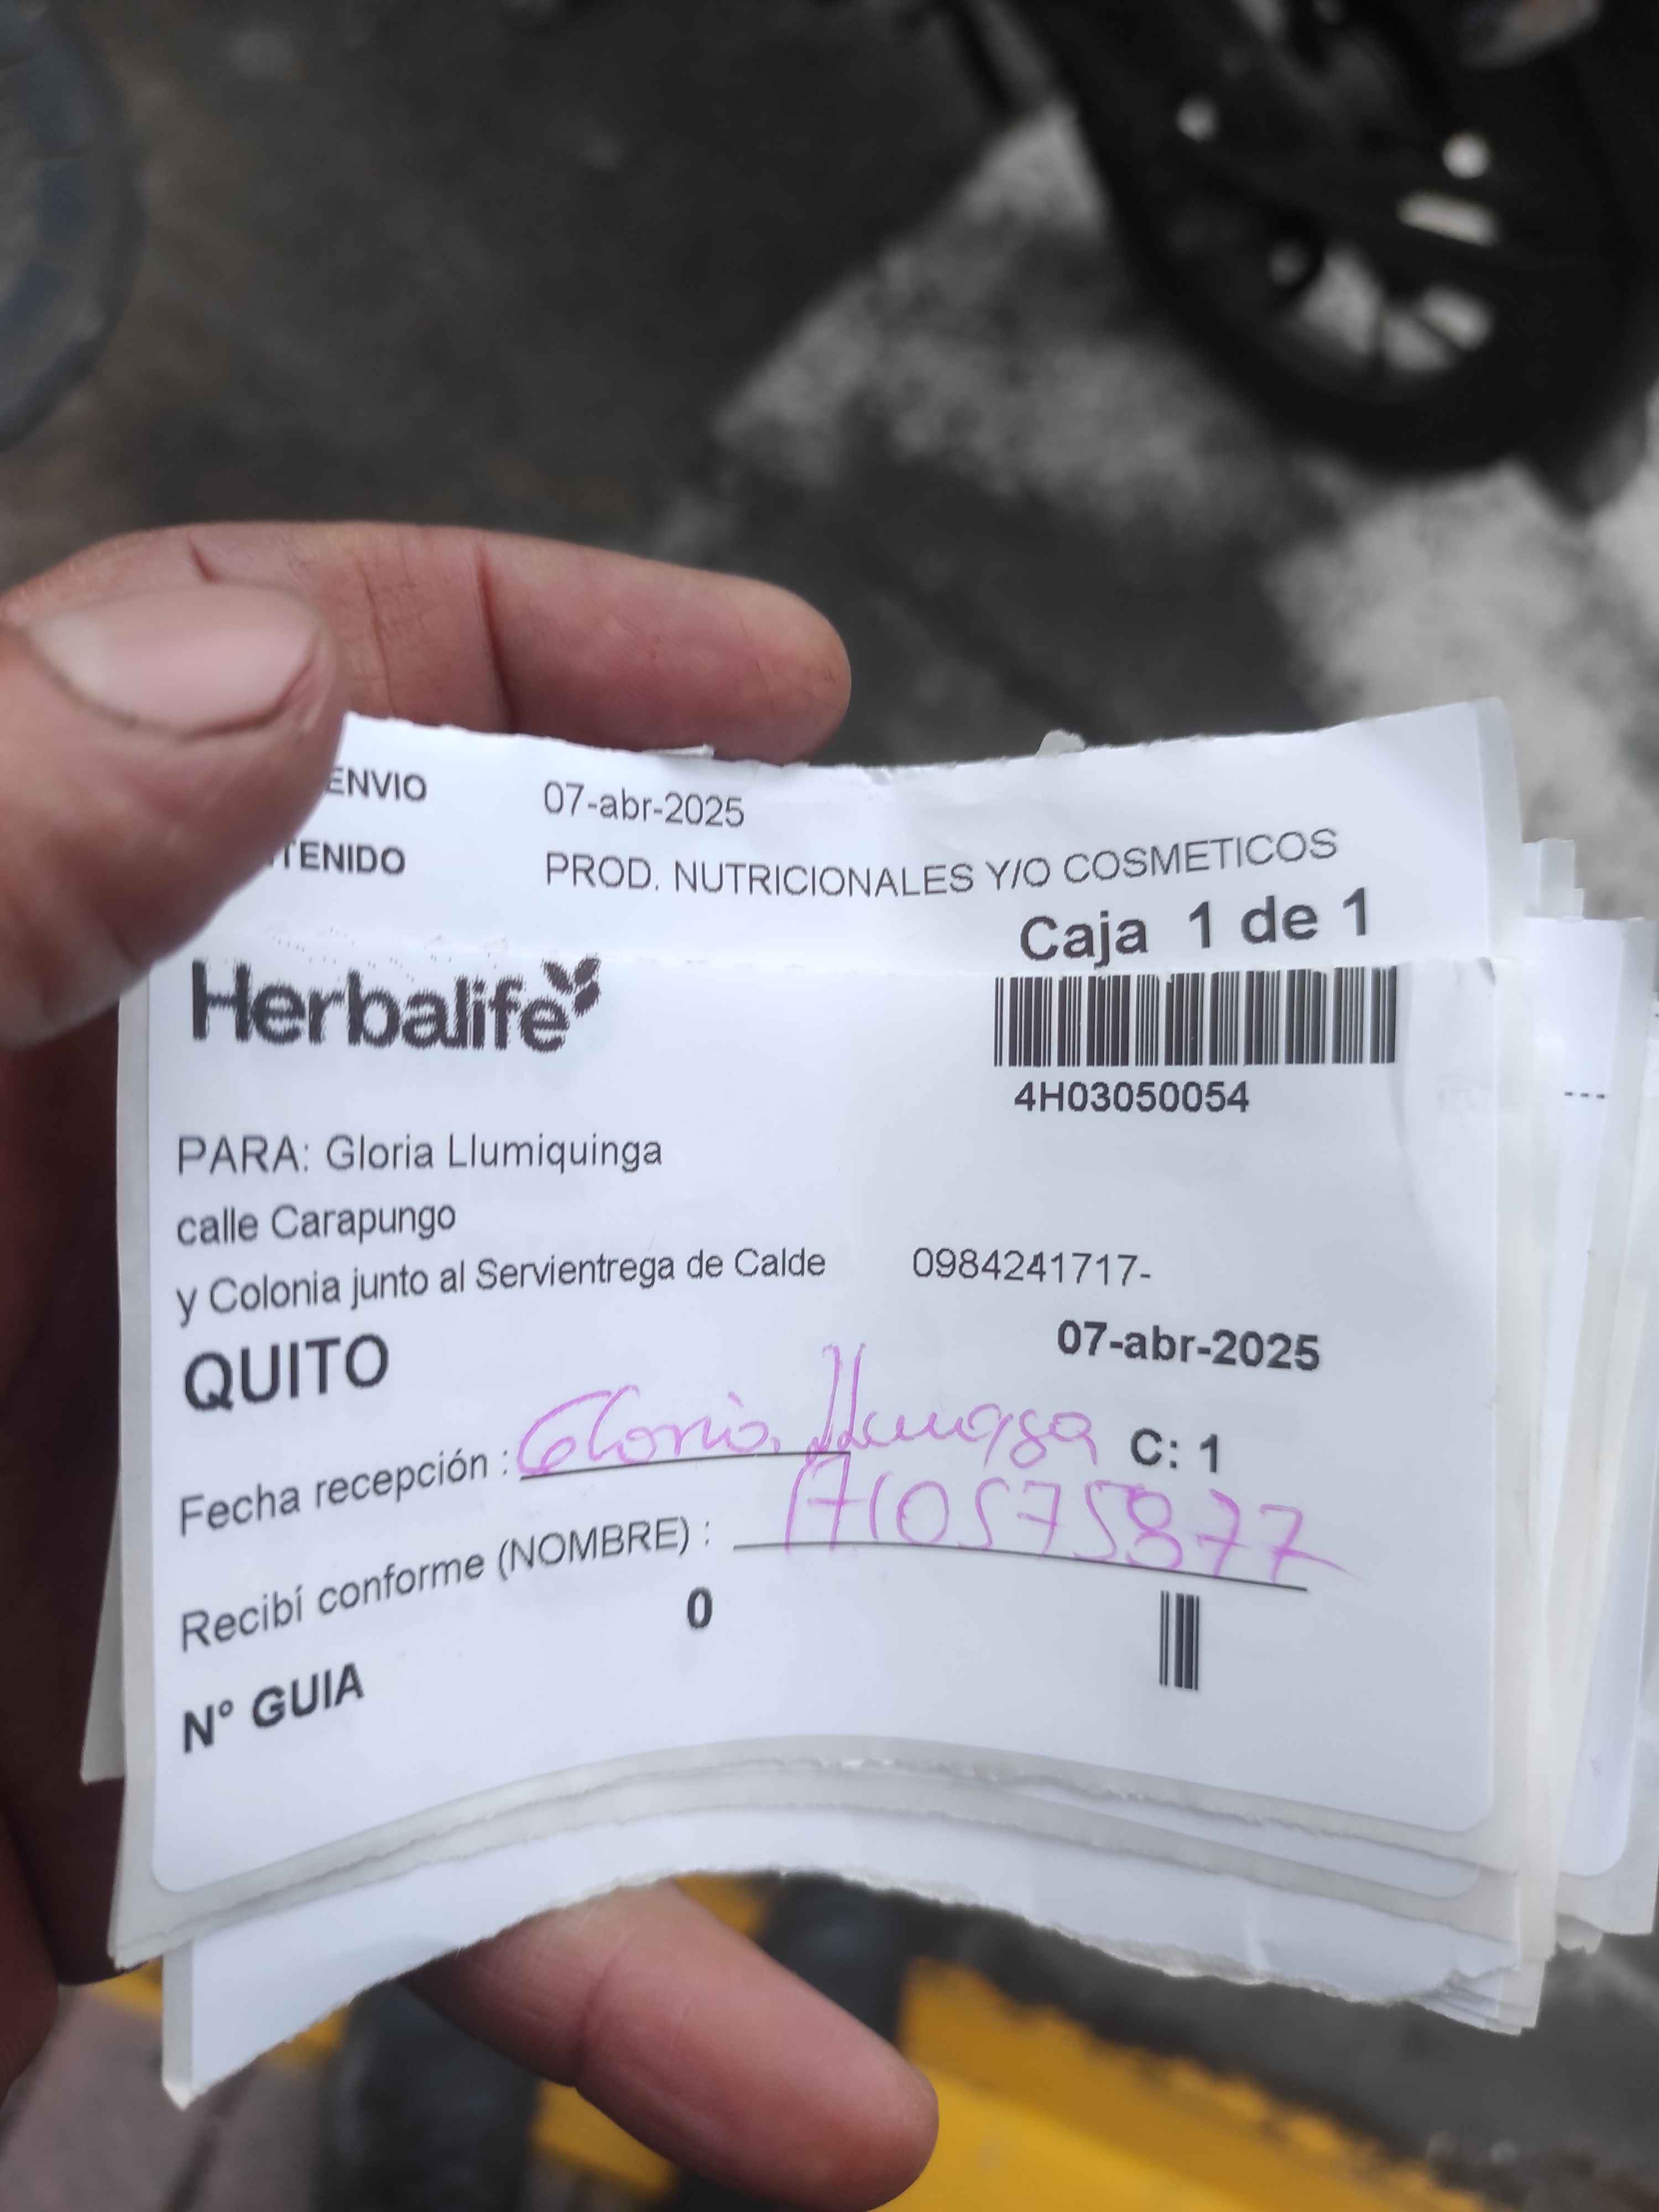 ENVIO 07-abr-2025
TENIDO PROD. NUTRICIONALES Y/O COSMETICOS
Caja 1 de 1
Herbalife
4H03050054
PARA: Gloria Llumiquinga
calle Carapungo
y Colonia junto al Servientrega de Calde 0984241717-
QUITO 07-abr-2025
Fecha recepción : Gloria C: 1
Recibí conforme (NOMBRE) : 1710575877
N° GUIA 0